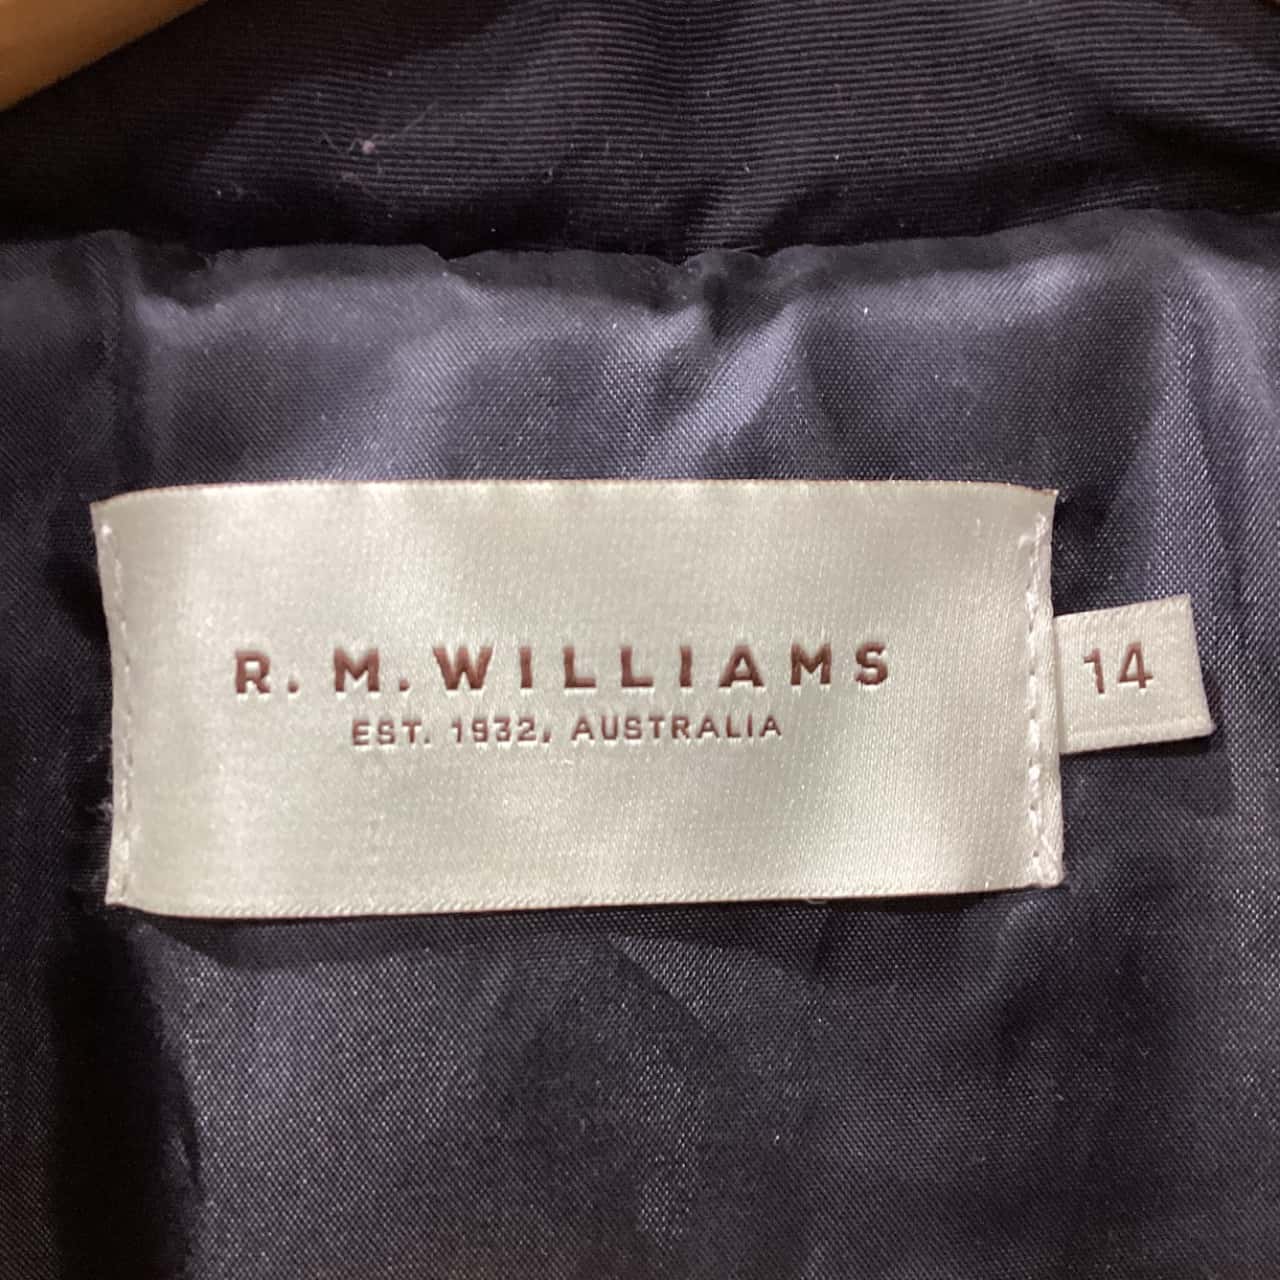 R. M. WILLIAMS
EST. 1932, AUSTRALIA
14